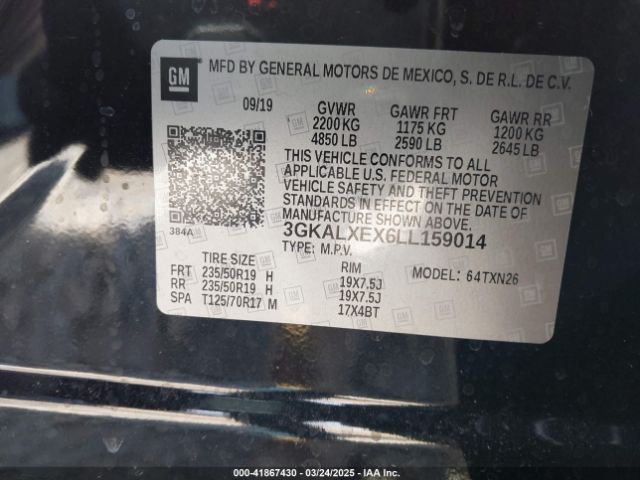 GM
MFD BY GENERAL MOTORS DE MEXICO, S. DE R.L. DE C.V.
09/19 GVWR GAWR FRT GAWR RR
2200 KG 1175 KG 1200 KG
4850 LB 2590 LB 2645 LB
THIS VEHICLE CONFORMS TO ALL
APPLICABLE U.S. FEDERAL MOTOR
VEHICLE SAFETY AND THEFT PREVENTION
STANDARDS IN EFFECT ON THE DATE OF
MANUFACTURE SHOWN ABOVE.
384A
3GKALXEX6LL159014
TYPE: M.P.V.
MODEL: 64TXN26
TIRE SIZE RIM
FRT 235/50R19 H 19X7.5J
RR 235/50R19 H 19X7.5J
SPA T125/70R17 M 17X4BT
000-41867430 - 03/24/2025 - IAA Inc.